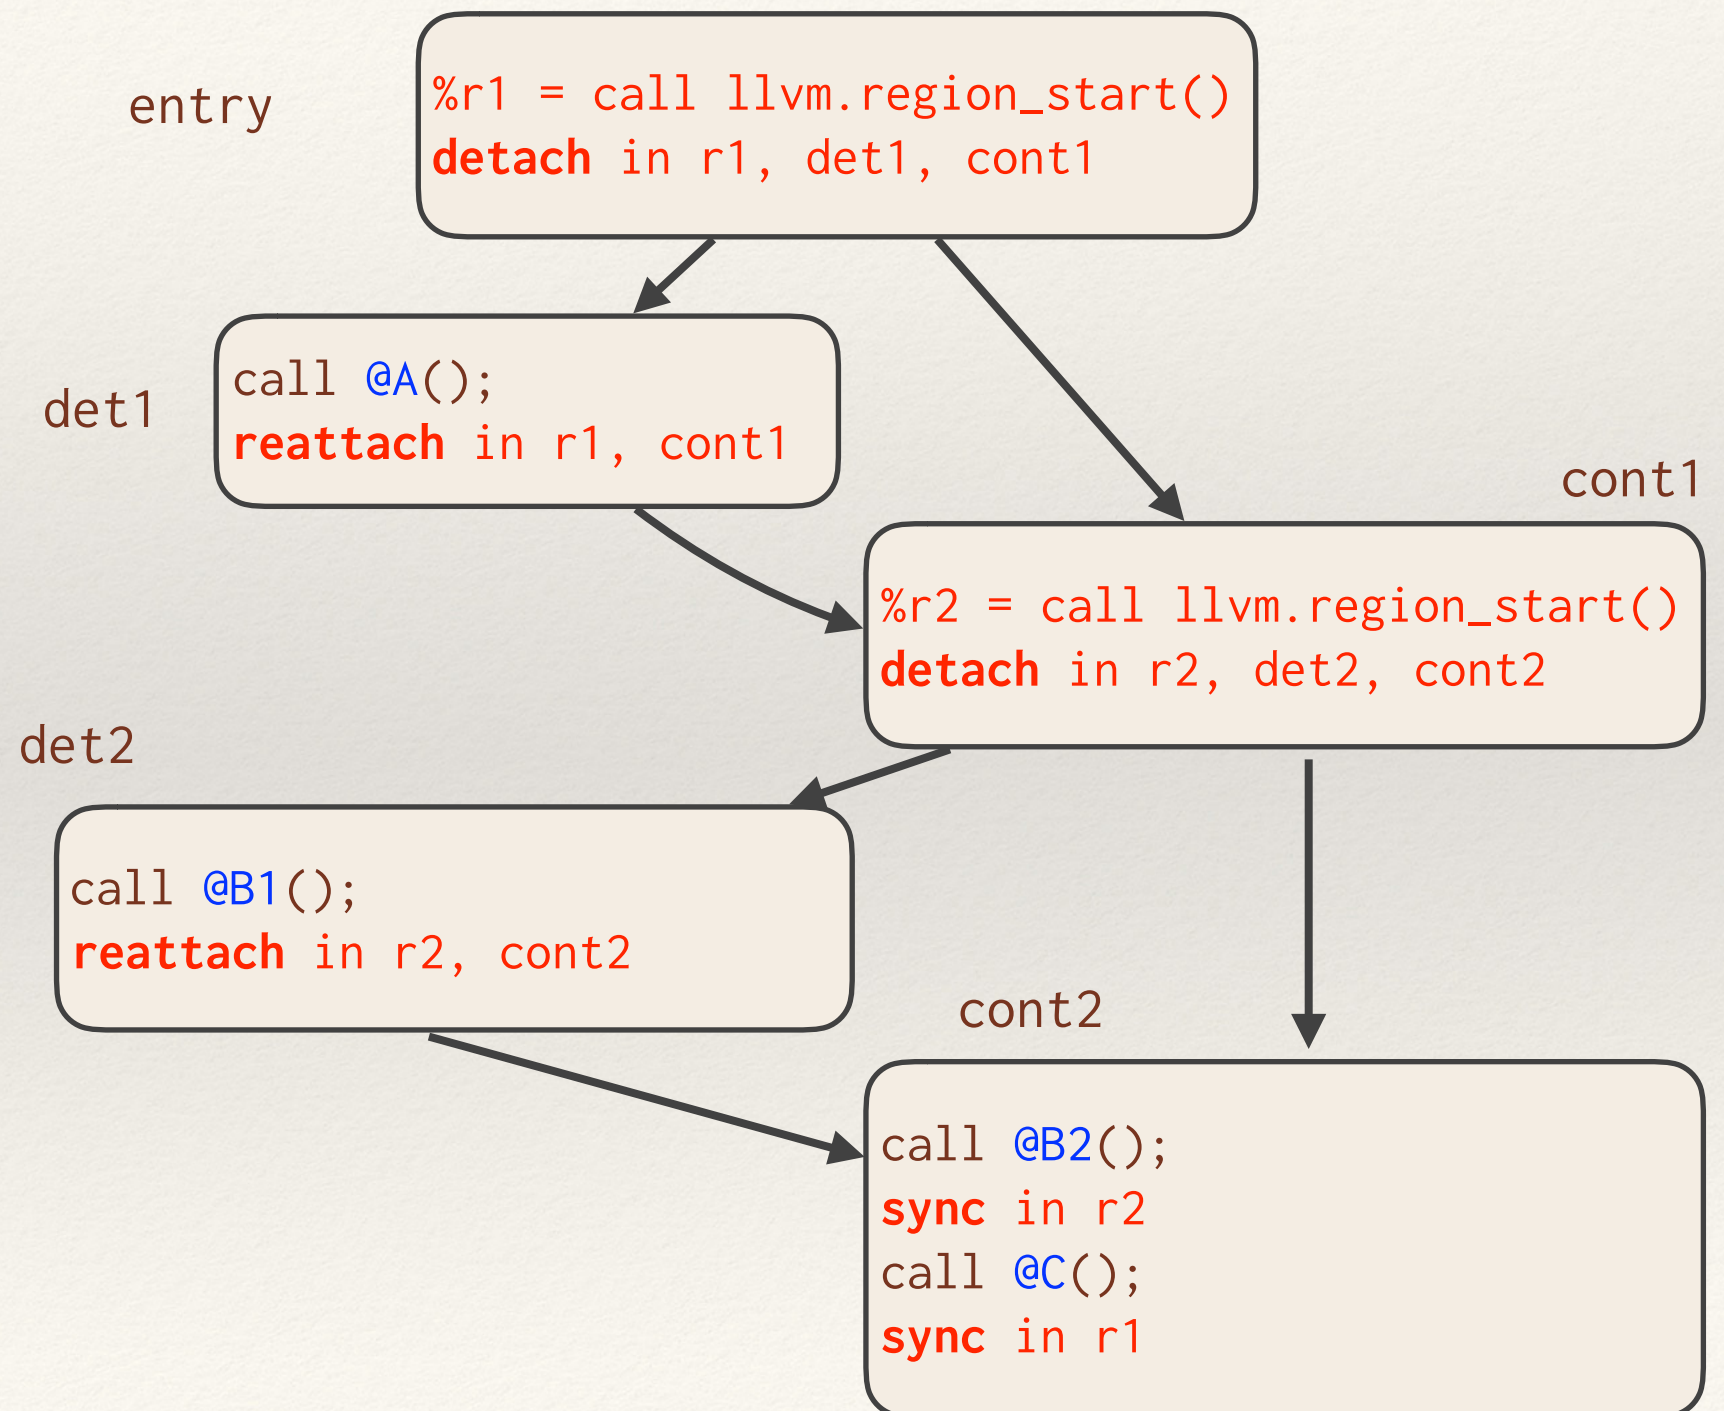 entry
%r1 = call llvm.region_start()
detach in r1, det1, cont1
det1
call @A();
reattach in r1, cont1
cont1
%r2 = call llvm.region_start()
detach in r2, det2, cont2
det2
call @B1();
reattach in r2, cont2
cont2
call @B2();
sync in r2
call @C();
sync in r1